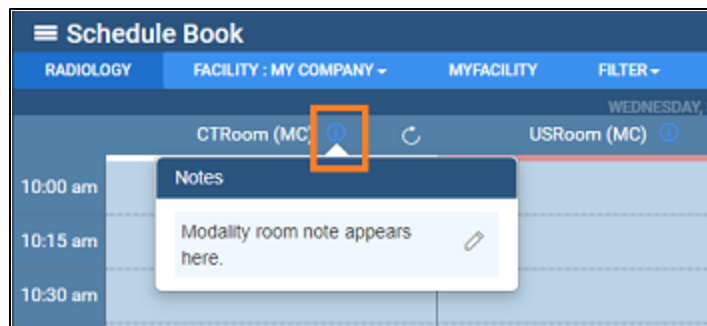 Schedule Book
RADIOLOGY FACILITY : MY COMPANY MYFACILITY FILTER
WEDNESDAY,
CTRoom (MC) USRoom (MC)
Notes
10:00 am
Modality room note appears
10:15 am
here.
10:30 am